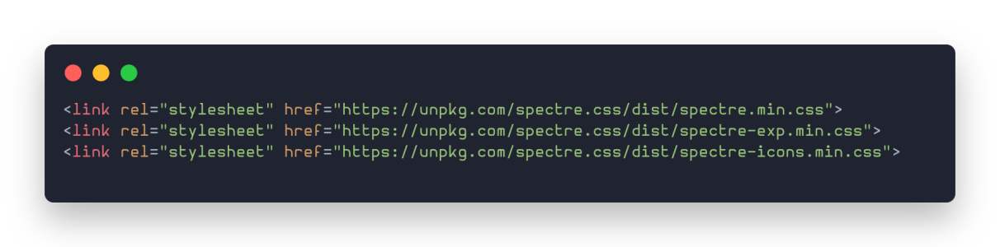 <link rel="stylesheet" href="https://unpkg.com/spectre.css/dist/spectre.min.css">
<link rel="stylesheet" href="https://unpkg.com/spectre.css/dist/spectre-exp.min.css">
<link rel="stylesheet" href="https://unpkg.com/spectre.css/dist/spectre-icons.min.css">